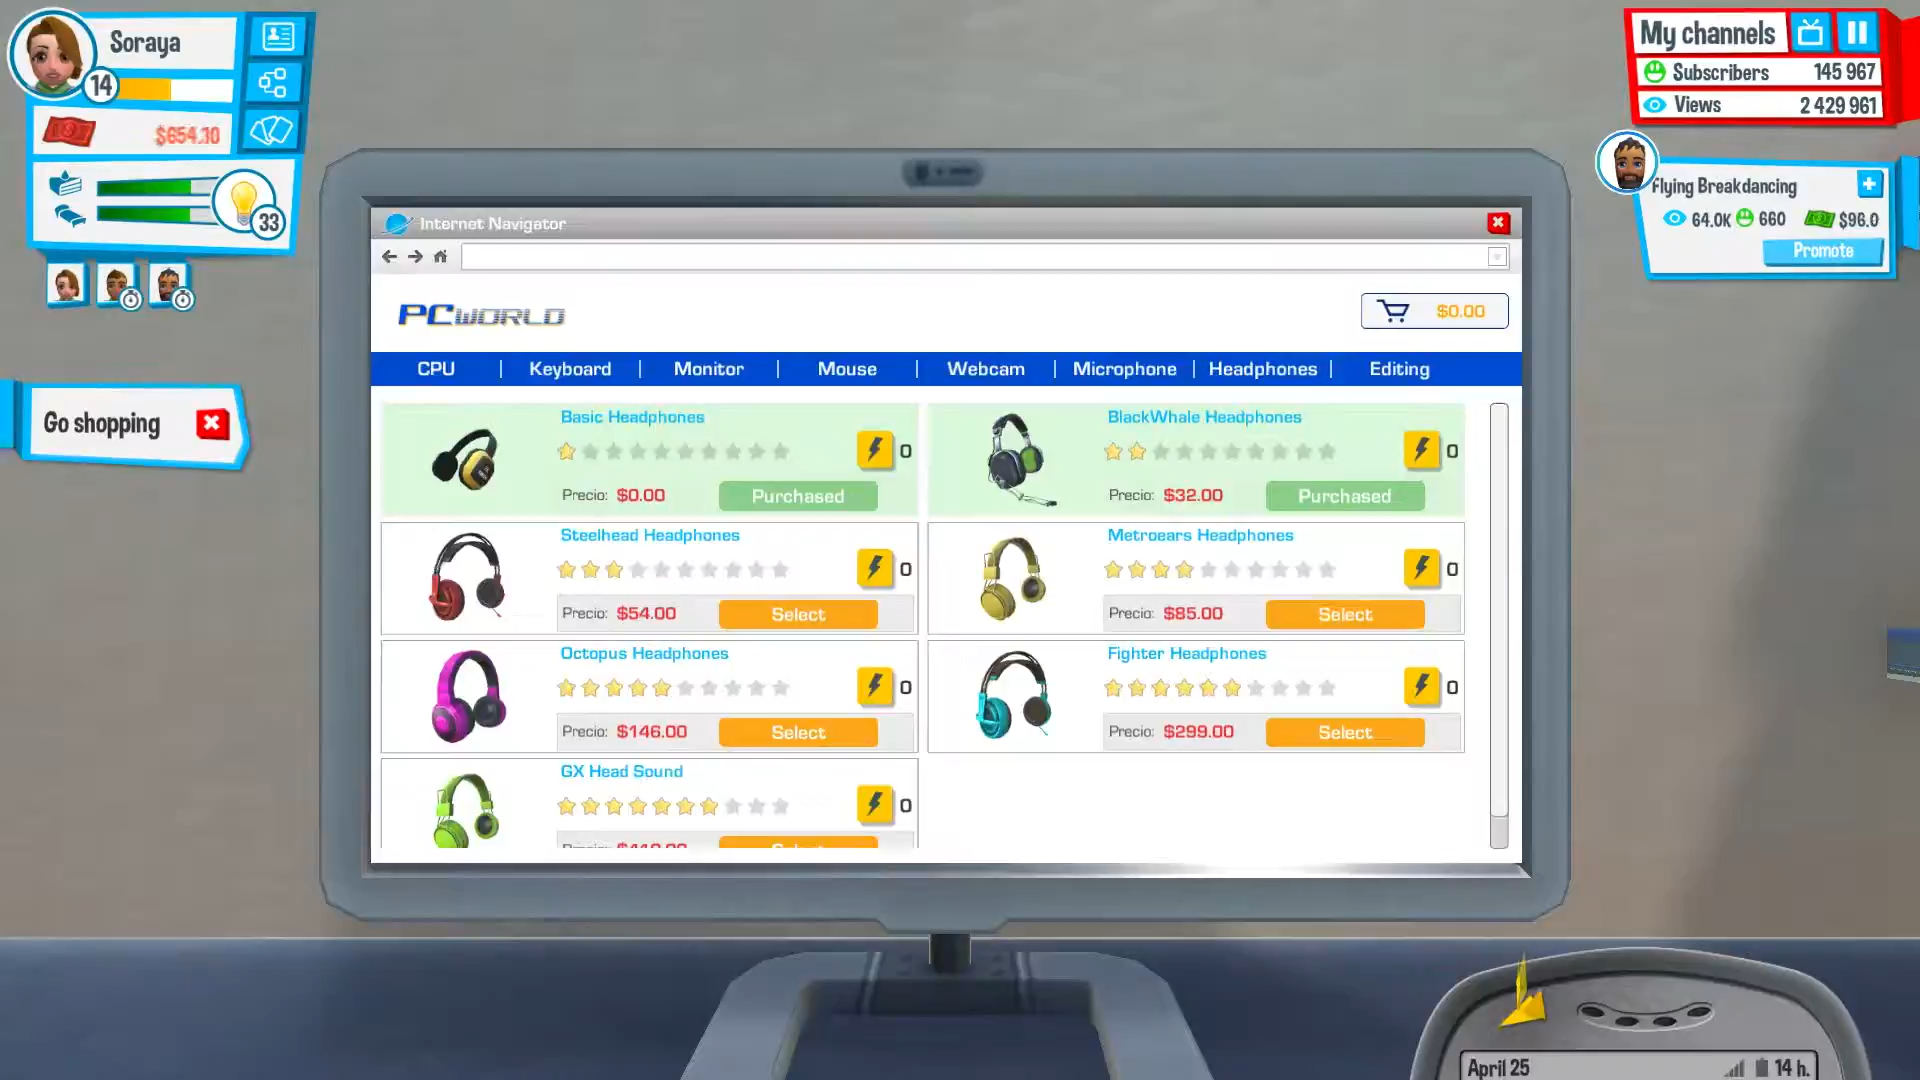 Soraya
14
$654.10
33
Go shopping
My channels
Subscribers 145 967
Views 2 429 961
Flying Breakdancing
64.0K 660 $96.0
Promote
Internet Navigator
PCWORLD
$0.00
CPU Keyboard Monitor Mouse Webcam Microphone Headphones Editing
Basic Headphones
0
Precio: $0.00 Purchased
BlackWhale Headphones
0
Precio: $32.00 Purchased
Steelhead Headphones
0
Precio: $54.00 Select
Metroears Headphones
0
Precio: $85.00 Select
Octopus Headphones
0
Precio: $146.00 Select
Fighter Headphones
0
Precio: $299.00 Select
GX Head Sound
0
Precio: Select
April 25 14 h.